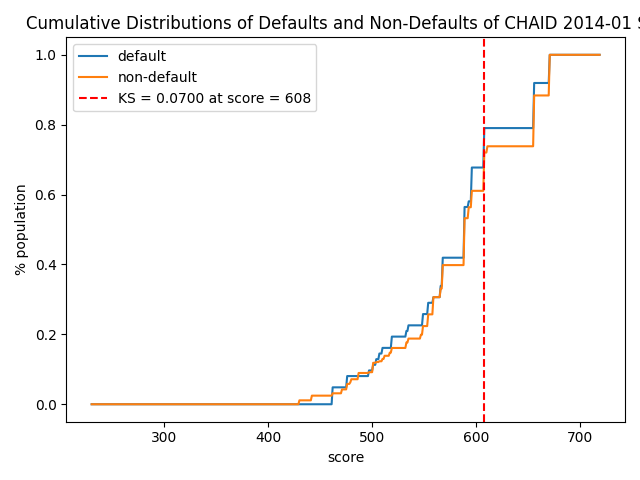 Cumulative Distributions of Defaults and Non-Defaults of CHAID 2014-01
default
non-default
KS = 0.0700 at score = 608
% population
1.0
0.8
0.6
0.4
0.2
0.0
300 400 500 600 700
score